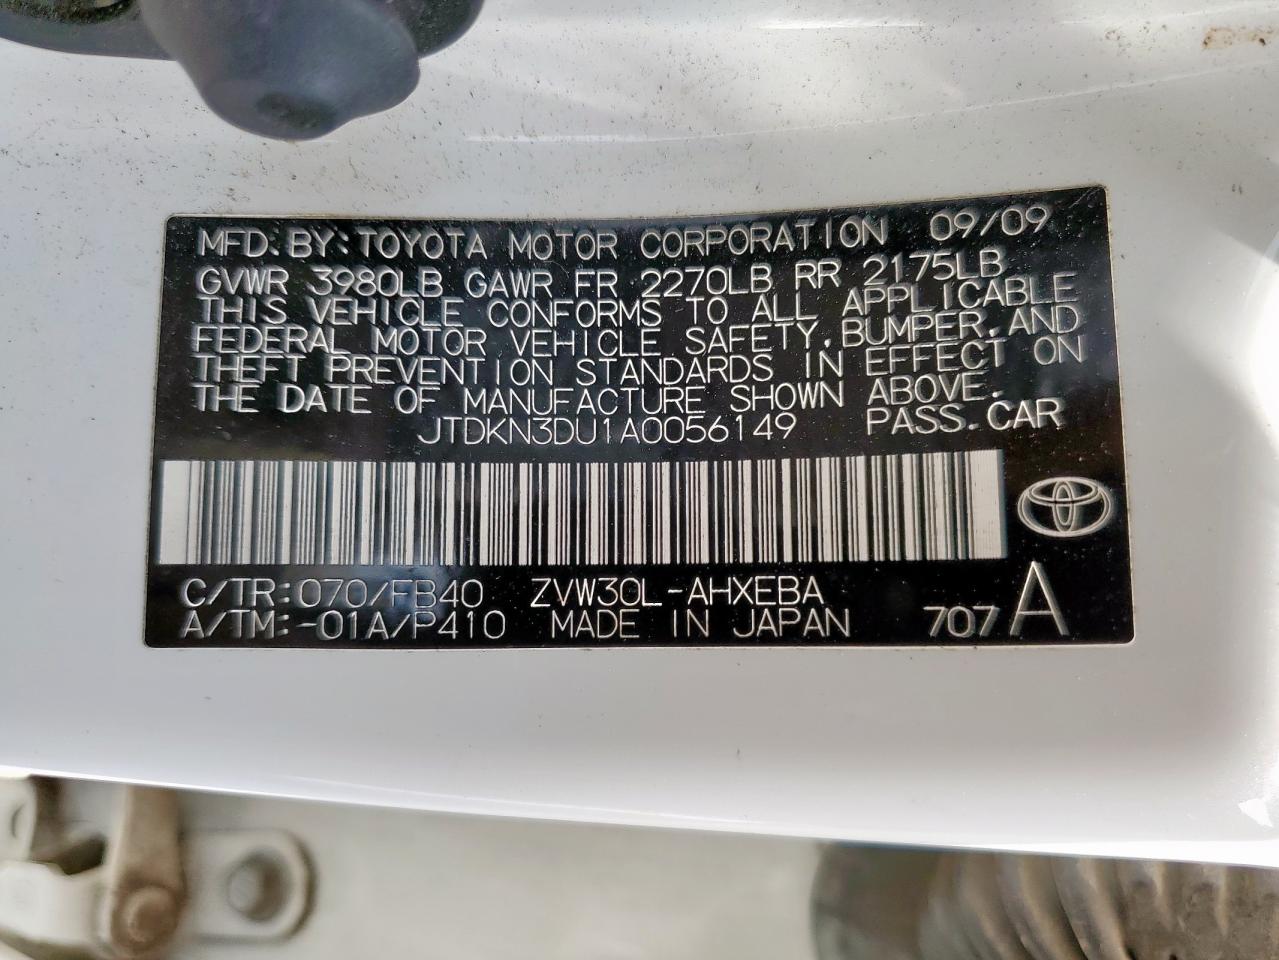 MFD.BY:TOYOTA MOTOR CORPORATION 09/09
GVWR 3980LB GAWR FR 2270LB RR 2175LB
THIS VEHICLE CONFORMS TO ALL APPLICABLE
FEDERAL MOTOR VEHICLE SAFETY,BUMPER,AND
THEFT PREVENTION STANDARDS IN EFFECT ON
THE DATE OF MANUFACTURE SHOWN ABOVE.
JTDKN3DU1A0056149 PASS.CAR
C/TR:070/FB40 ZVW30L-AHXEBA
A/TM:-01A/P410 MADE IN JAPAN 707 A